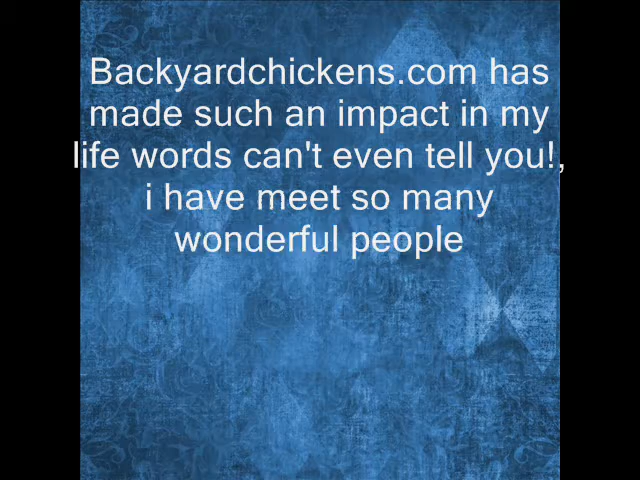 Backyardchickens.com has
made such an impact in my
life words can't even tell you!,
i have meet so many
wonderful people